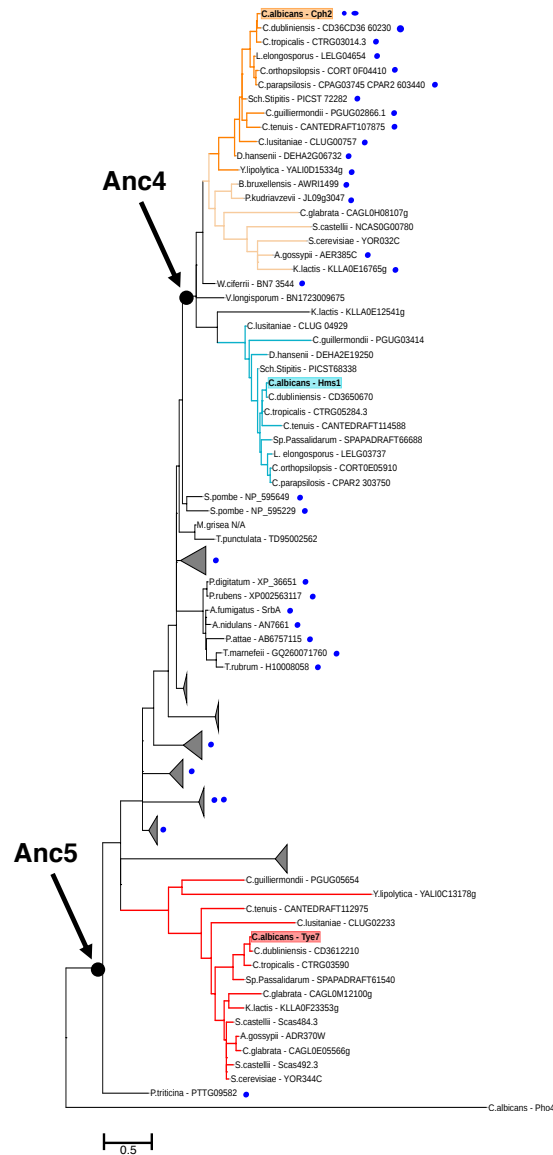 C.albicans - Cph2
C.dubliniensis - CD36CD36 60230
C.tropicalis - CTRG03014.3
L.elongosporus - LELG04654
C.orthopsilopsis - CORT 0F04410
C.parapsilosis - CPAG03745 CPAR2 603440
Sch.Stipitis - PICST 72282
C.guilliermondii - PGUG02866.1
C.tenuis - CANTEDRAFT107875
C.lusitaniae - CLUG00757
D.hansenii - DEHA2G06732
Y.lipolytica - YALI0D15334g
Anc4
B.bruxellensis - AWRI1499
P.kudriavzevii - JL09g3047
C.glabrata - CAGL0H08107g
S.castellii - NCAS0G00780
S.cerevisiae - YOR032C
A.gossypii - AER385C
K.lactis - KLLA0E16765g
W.ciferrii - BN7 3544
V.longisporum - BN1723009675
K.lactis - KLLA0E12541g
C.lusitaniae - CLUG 04929
C.guillermondii - PGUG03414
D.hansenii - DEHA2E19250
Sch.Stipitis - PICST68338
C.albicans - Hms1
C.dubliniensis - CD3650670
C.tropicalis - CTRG05284.3
C.tenuis - CANTEDRAFT114588
Sp.Passalidarum - SPAPADRAFT66688
L. elongosporus - LELG03737
C.orthopsilopsis - CORT0E05910
C.parapsilosis - CPAR2 303750
S.pombe - NP_595649
S.pombe - NP_595229
M.grisea N/A
T.punctulata - TD95002562
P.digitatum - XP_36651
P.rubens - XP002563117
A.fumigatus - SrbA
A.nidulans - AN7661
P.attae - AB6757115
T.marnefeii - GQ260071760
T.rubrum - H10008058
Anc5
C.guilliermondii - PGUG05654
Y.lipolytica - YALI0C13178g
C.tenuis - CANTEDRAFT112975
C.lusitaniae - CLUG02233
C.albicans - Tye7
C.dubliniensis - CD3612210
C.tropicalis - CTRG03590
Sp.Passalidarum - SPAPADRAFT61540
C.glabrata - CAGL0M12100g
K.lactis - KLLA0F23353g
S.castellii - Scas484.3
A.gossypii - ADR370W
C.glabrata - CAGL0E05566g
S.castellii - Scas492.3
S.cerevisiae - YOR344C
P.triticina - PTTG09582
C.albicans - Pho4
0.5